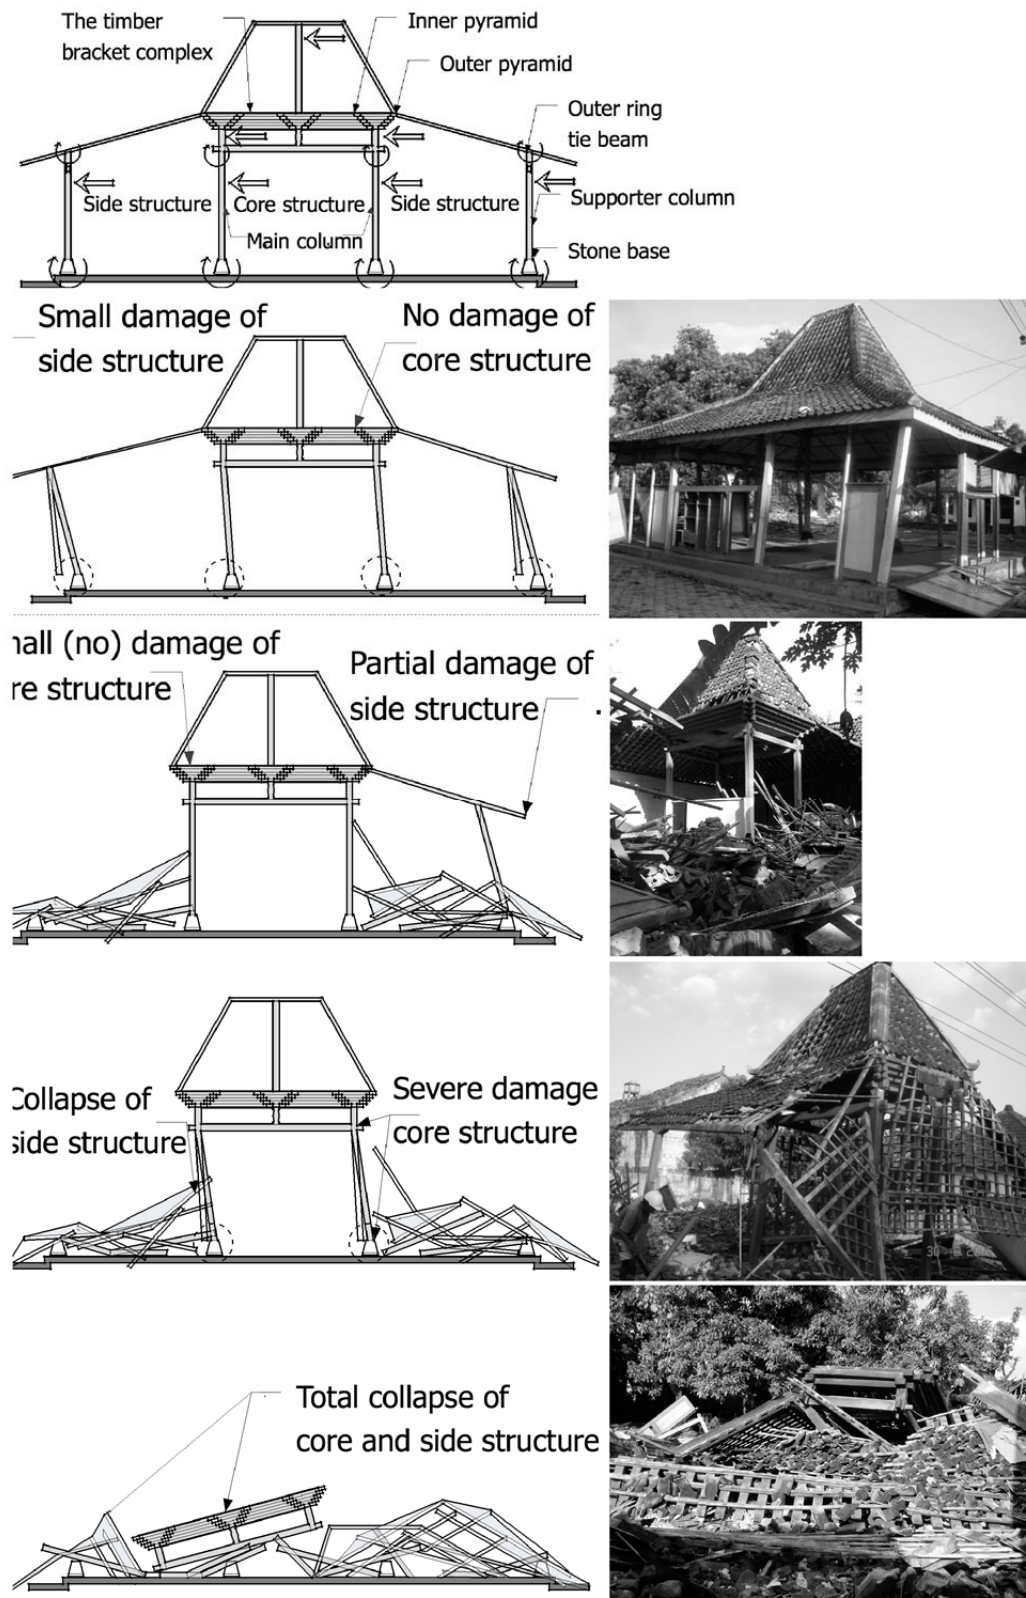 The timber
bracket complex
Inner pyramid
Outer pyramid
Outer ring
tie beam
Side structure
Core structure
Side structure
Supporter column
Main column
Stone base
Small damage of
side structure
No damage of
core structure
nall (no) damage of
re structure
Partial damage of
side structure
Collapse of
side structure
Severe damage
core structure
Total collapse of
core and side structure